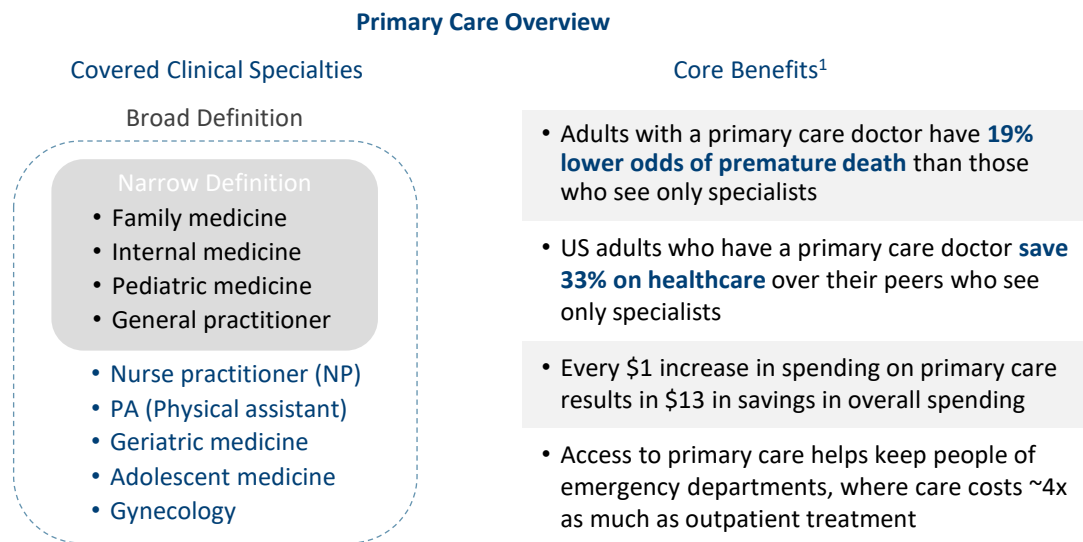 Primary Care Overview
Covered Clinical Specialties
Broad Definition
Narrow Definition
• Family medicine
• Internal medicine
• Pediatric medicine
• General practitioner
• Nurse practitioner (NP)
• PA (Physical assistant)
• Geriatric medicine
• Adolescent medicine
• Gynecology
Core Benefits1
• Adults with a primary care doctor have 19%
lower odds of premature death than those
who see only specialists
• US adults who have a primary care doctor save
33% on healthcare over their peers who see
only specialists
• Every $1 increase in spending on primary care
results in $13 in savings in overall spending
• Access to primary care helps keep people of
emergency departments, where care costs ~4x
as much as outpatient treatment